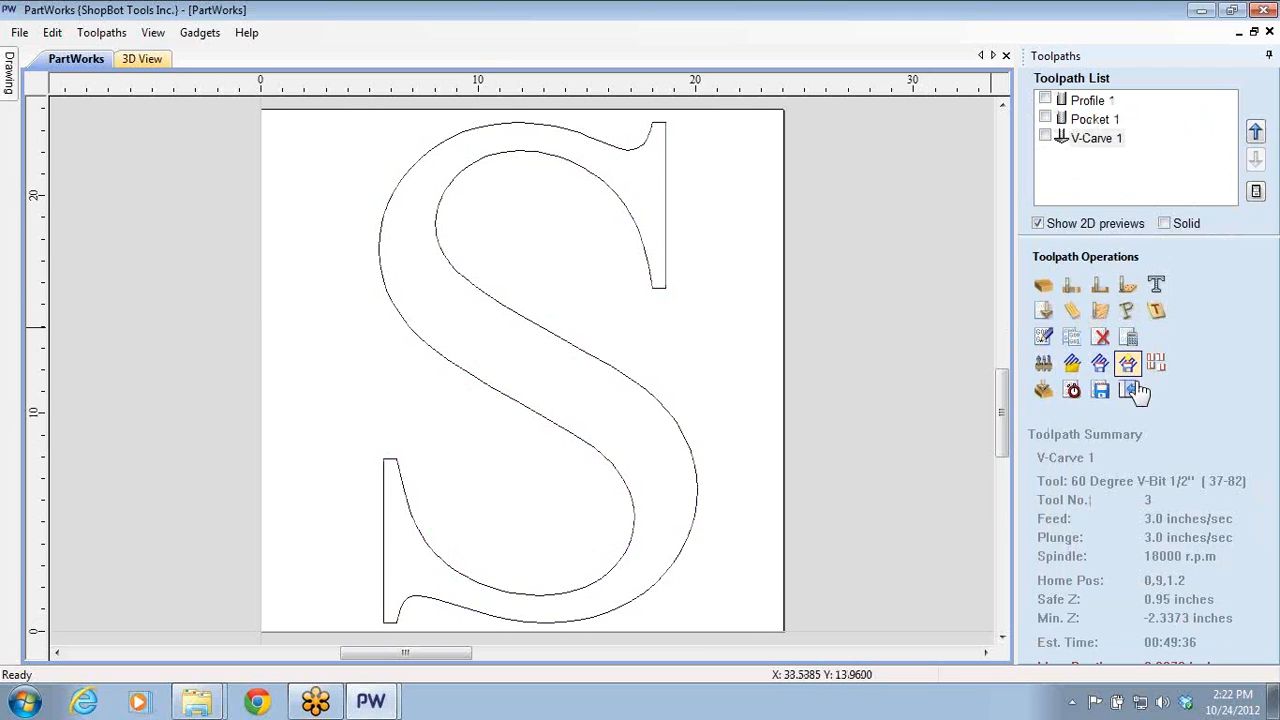 PW PartWorks {ShopBot Tools Inc.} - [PartWorks]
File Edit Toolpaths View Gadgets Help
Drawing
PartWorks 3D View
0 10 20 30
20
10
0
Toolpaths
Toolpath List
Profile 1
Pocket 1
V-Carve 1
Show 2D previews Solid
Toolpath Operations
Toolpath Summary
V-Carve 1
Tool: 60 Degree V-Bit 1/2" ( 37-82)
Tool No.: 3
Feed: 3.0 inches/sec
Plunge: 3.0 inches/sec
Spindle: 18000 r.p.m
Home Pos: 0,9,1.2
Safe Z: 0.95 inches
Min. Z: -2.3373 inches
Est. Time: 00:49:36
S
Ready X: 33.5385 Y: 13.9600
PW
2:22 PM
10/24/2012